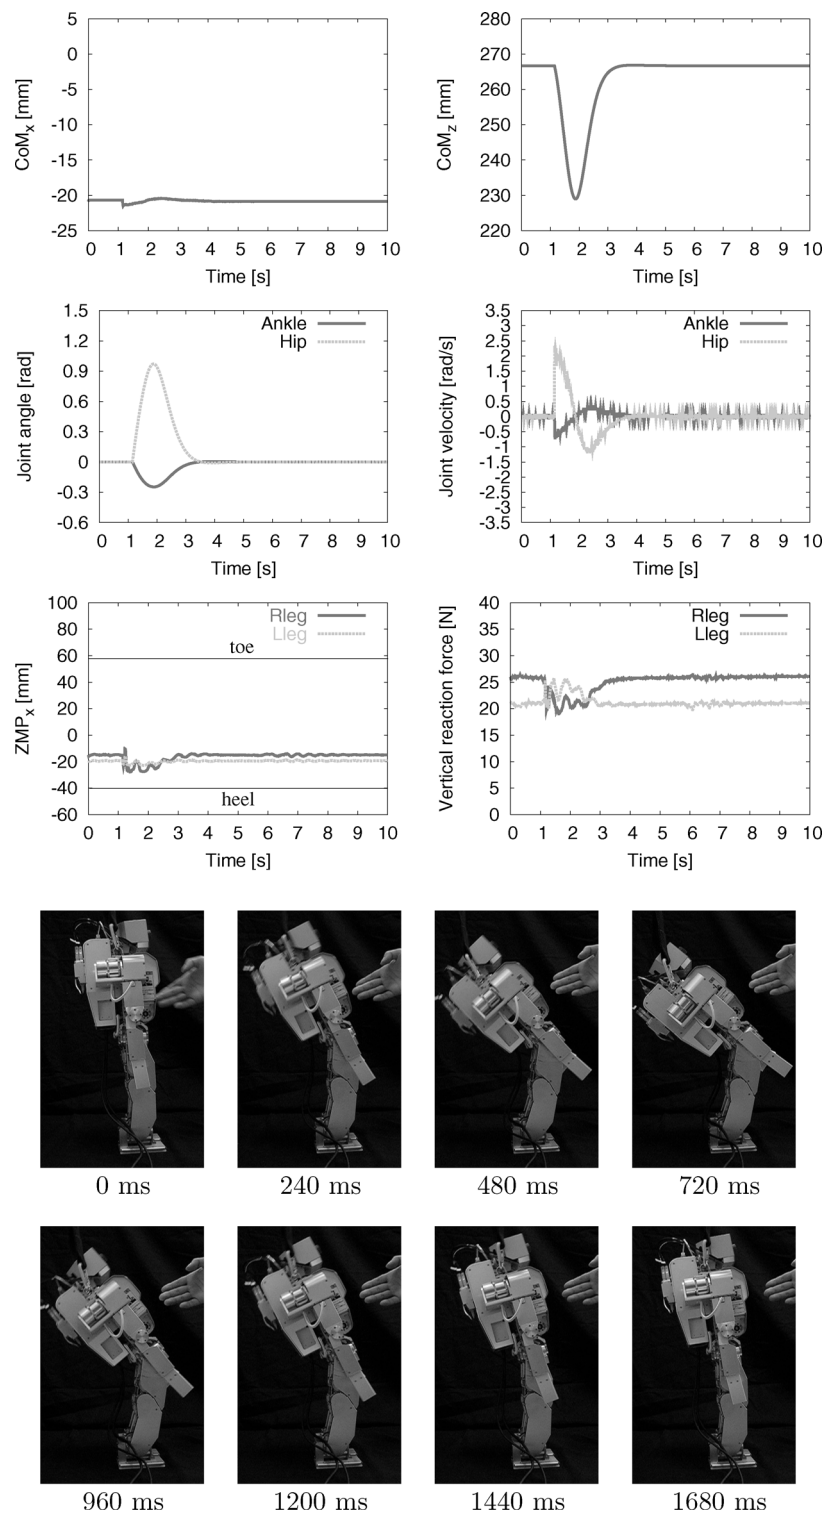 5
0
-5
-10
-15
-20
-25
CoMx [mm]
0 1 2 3 4 5 6 7 8 9 10
Time [s]
280
270
260
250
240
230
220
CoMz [mm]
0 1 2 3 4 5 6 7 8 9 10
Time [s]
1.5
1.2
0.9
0.6
0.3
0
-0.3
-0.6
Joint angle [rad]
Ankle
Hip
0 1 2 3 4 5 6 7 8 9 10
Time [s]
3.5
3
2.5
2
1.5
1
0.5
0
-0.5
-1
-1.5
-2
-2.5
-3
-3.5
Joint velocity [rad/s]
Ankle
Hip
0 1 2 3 4 5 6 7 8 9 10
Time [s]
100
80
60
40
20
0
-20
-40
-60
ZMPx [mm]
Rleg
Lleg
toe
heel
0 1 2 3 4 5 6 7 8 9 10
Time [s]
40
35
30
25
20
15
10
5
0
Vertical reaction force [N]
Rleg
Lleg
0 1 2 3 4 5 6 7 8 9 10
Time [s]
0 ms 240 ms 480 ms 720 ms
960 ms 1200 ms 1440 ms 1680 ms